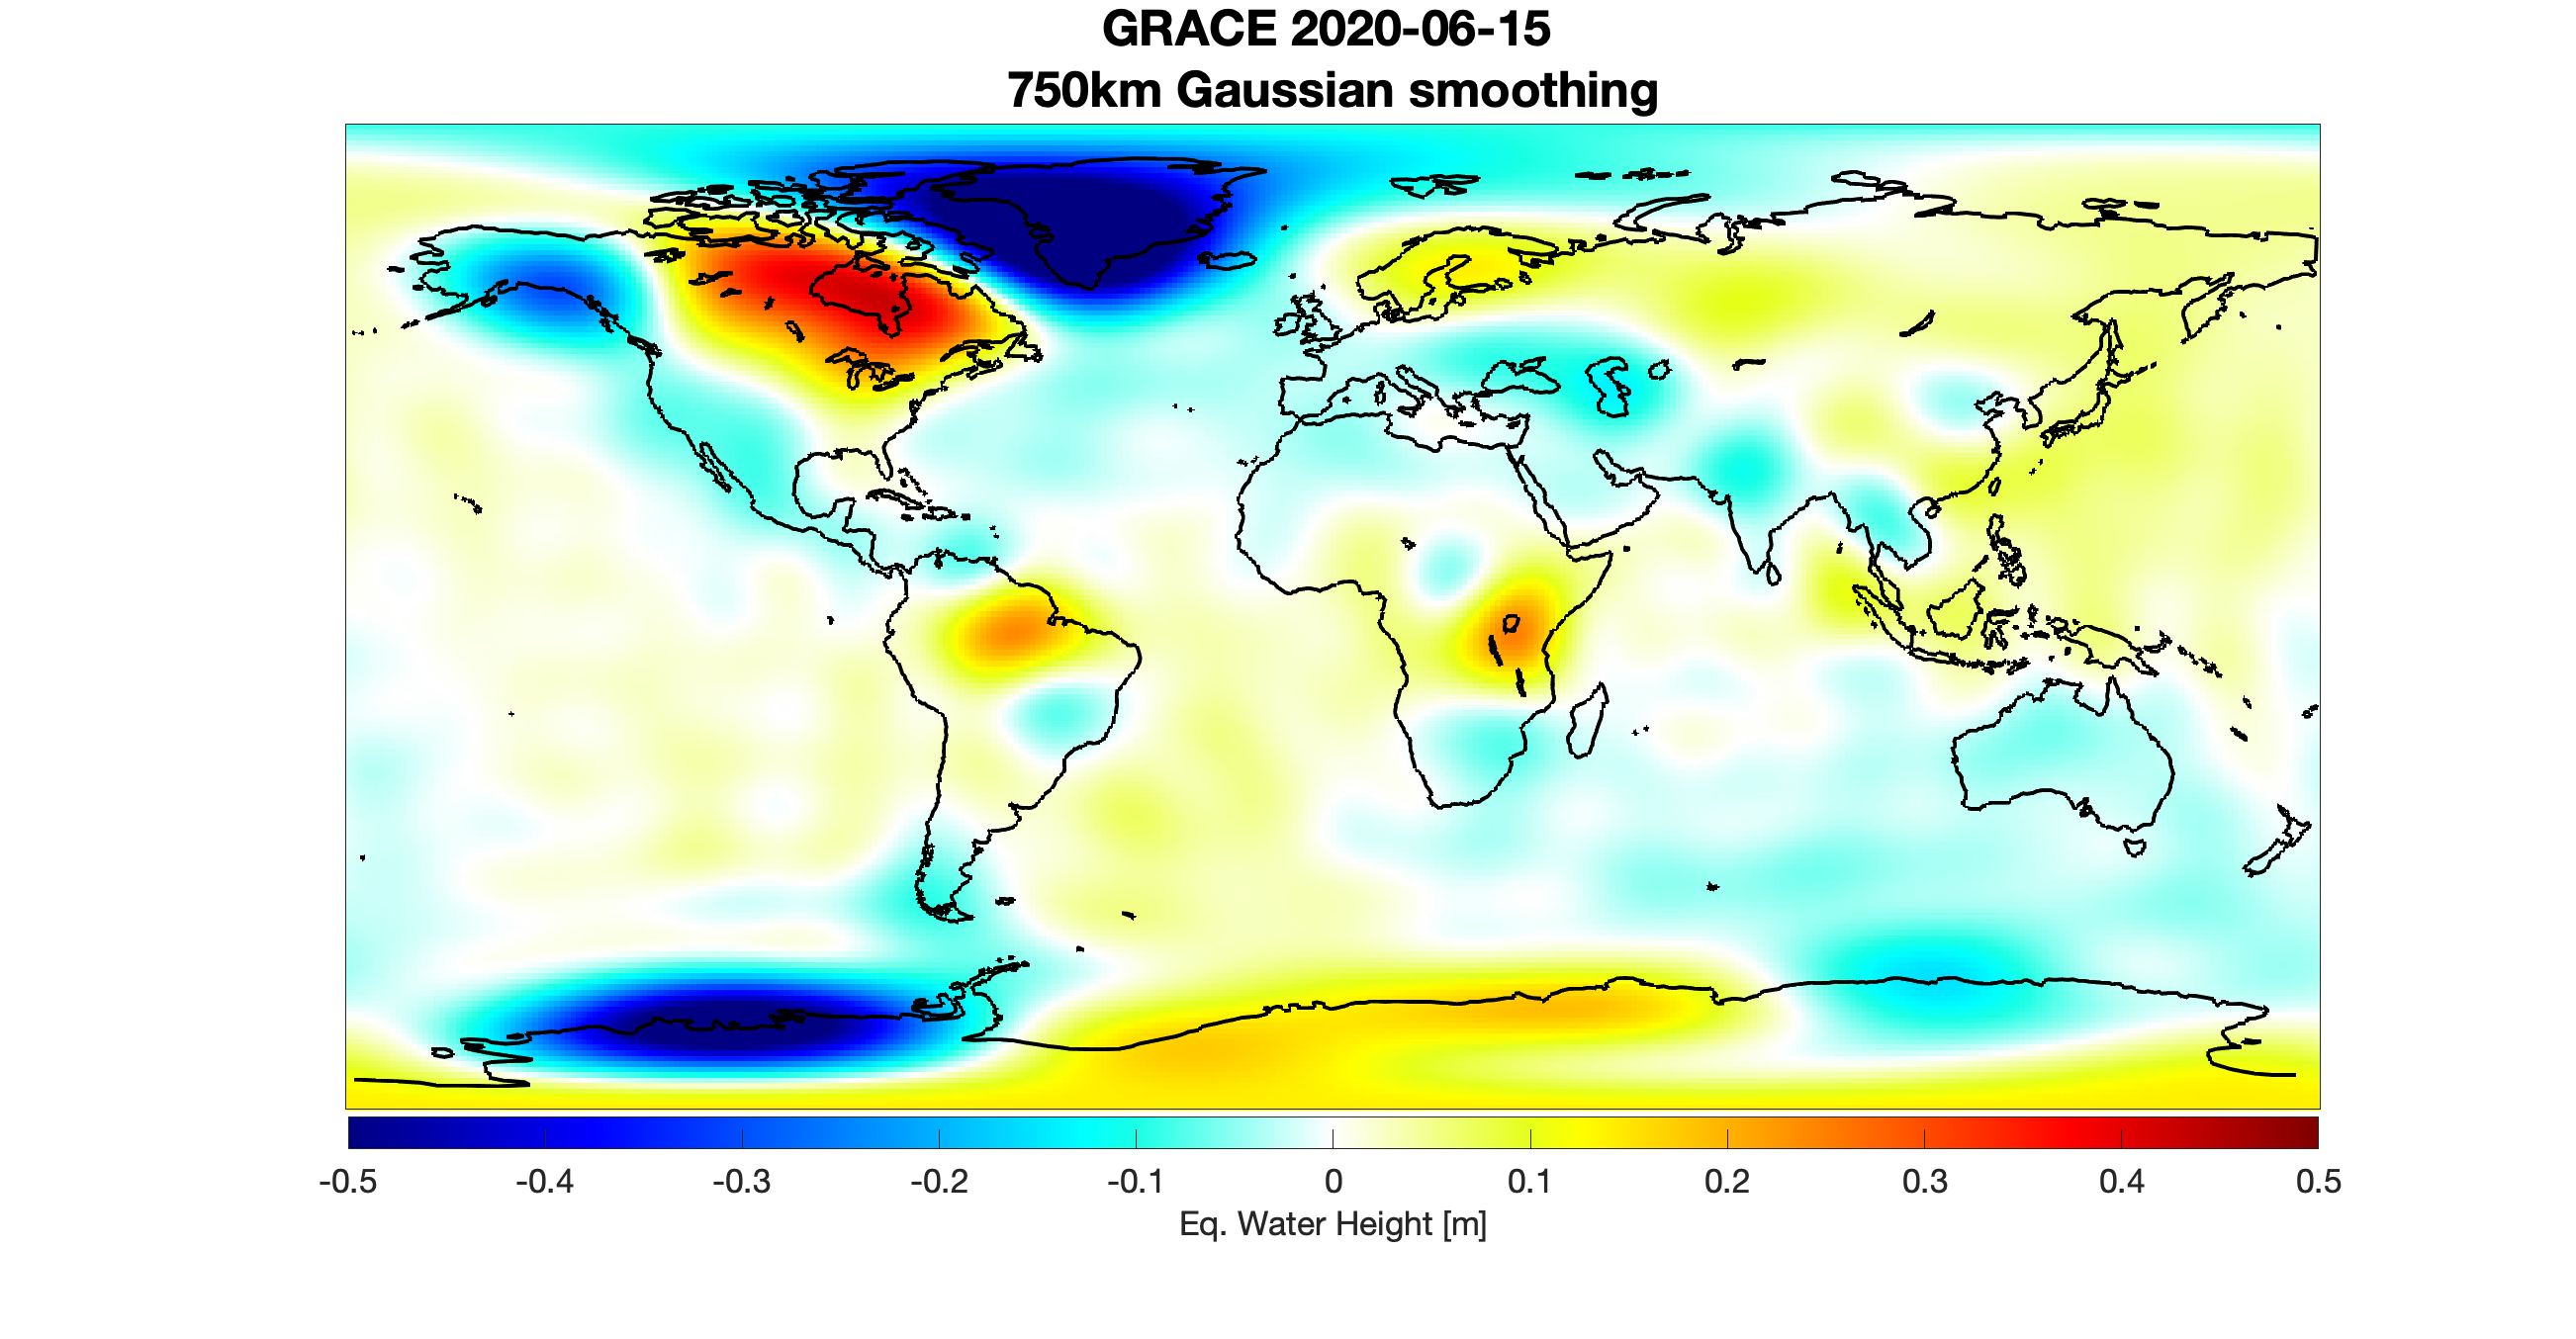 GRACE 2020-06-15
750km Gaussian smoothing
-0.5 -0.4 -0.3 -0.2 -0.1 0 0.1 0.2 0.3 0.4 0.5
Eq. Water Height [m]